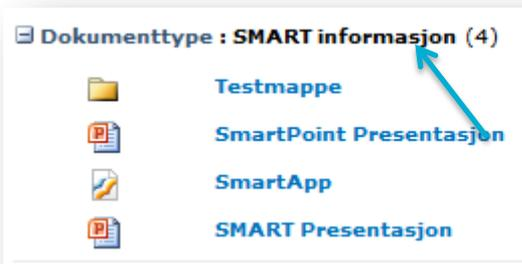 Dokumenttype : SMART informasjon (4)
Testmappe
SmartPoint Presentasjon
SmartApp
SMART Presentasjon